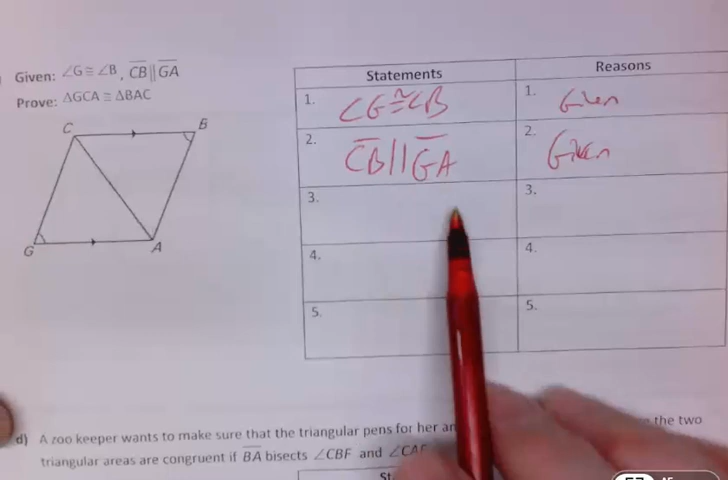 Given: ∠G ≅ ∠B, CB ∥ GA
Prove: ΔGCA ≅ ΔBAC
C
B
G
A
Statements
Reasons
1. ∠G≅∠B
1. Given
2. CB || GA
2. Given
3.
3.
4.
4.
5.
5.
d) A zoo keeper wants to make sure that the triangular pens for her the two
triangular areas are congruent if BA bisects ∠CBF and